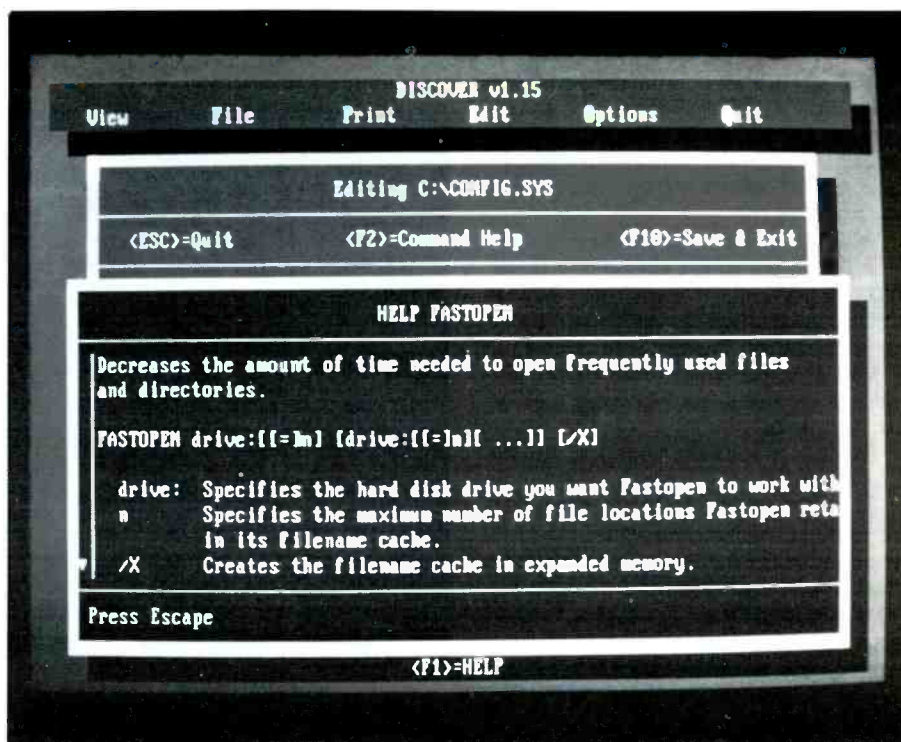 DISCOVER v1.15
View File Print Edit Options Quit
Editing C:\CONFIG.SYS
<ESC>=Quit <F2>=Command Help <F10>=Save & Exit
HELP FASTOPEN
Decreases the amount of time needed to open frequently used files
and directories.
FASTOPEN drive:[[=]n] [drive:[[=]n][ ...]] [/X]
drive: Specifies the hard disk drive you want Fastopen to work with
n Specifies the maximum number of file locations Fastopen reta
in its filename cache.
/X Creates the filename cache in expanded memory.
Press Escape
<F1>=HELP